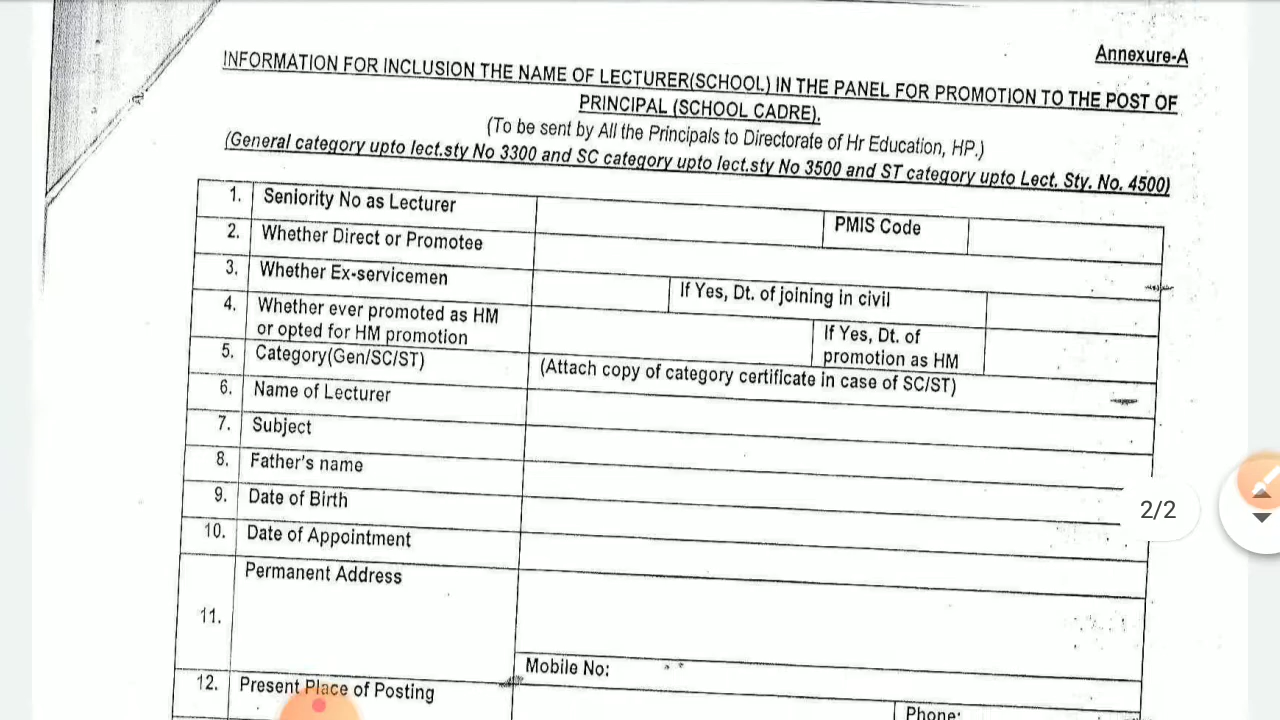 Annexure-A
INFORMATION FOR INCLUSION THE NAME OF LECTURER(SCHOOL) IN THE PANEL FOR PROMOTION TO THE POST OF
PRINCIPAL (SCHOOL CADRE).
(To be sent by All the Principals to Directorate of Hr Education, HP.)
(General category upto lect.sty No 3300 and SC category upto lect.sty No 3500 and ST category upto Lect. Sty. No. 4500)
1. Seniority No as Lecturer PMIS Code
2. Whether Direct or Promotee
3. Whether Ex-servicemen If Yes, Dt. of joining in civil
4. Whether ever promoted as HM If Yes, Dt. of
or opted for HM promotion promotion as HM
5. Category(Gen/SC/ST) (Attach copy of category certificate in case of SC/ST)
6. Name of Lecturer
7. Subject
8. Father's name
9. Date of Birth
2/2
10. Date of Appointment
Permanent Address
11.
Mobile No:
12. Present Place of Posting
Phone: